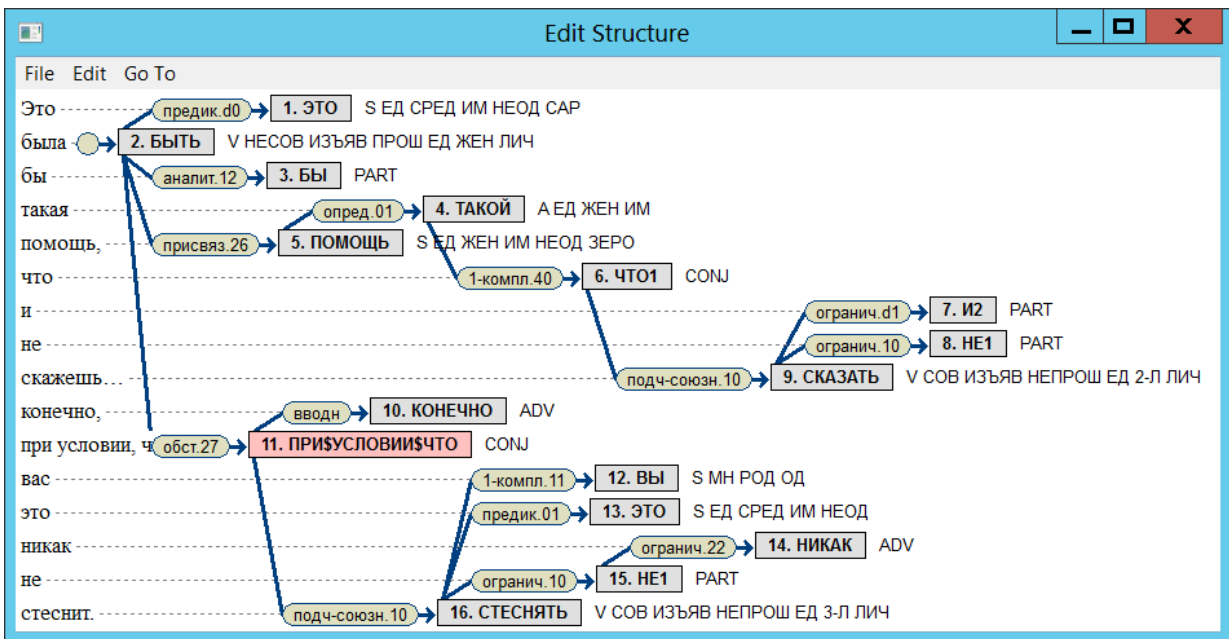 Edit Structure
X
File Edit Go To
Это предик.d0 1. ЭТО S ЕД СРЕД ИМ НЕОД CAP
была 2. БЫТЬ V НЕСОВ ИЗЪЯВ ПРОШ ЕД ЖЕН ЛИЧ
бы аналит.12 3. БЫ PART
такая опред.01 4. ТАКОЙ A ЕД ЖЕН ИМ
помощь, присвяз.26 5. ПОМОЩЬ S ЕД ЖЕН ИМ НЕОД ЗЕРО
что 1-компл.40 6. ЧТО1 CONJ
и огранич.d1 7. И2 PART
не огранич.10 8. НЕ1 PART
скажешь... подч-союзн.10 9. СКАЗАТЬ V СОВ ИЗЪЯВ НЕПРОШ ЕД 2-Л ЛИЧ
конечно, вводн 10. КОНЕЧНО ADV
при условии, ч обст.27 11. ПРИ$УСЛОВИИ$ЧТО CONJ
вас 1-компл.11 12. ВЫ S МН РОД ОД
это предик.01 13. ЭТО S ЕД СРЕД ИМ НЕОД
никак огранич.22 14. НИКАК ADV
не огранич.10 15. НЕ1 PART
стеснит. подч-союзн.10 16. СТЕСНЯТЬ V СОВ ИЗЪЯВ НЕПРОШ ЕД 3-Л ЛИЧ